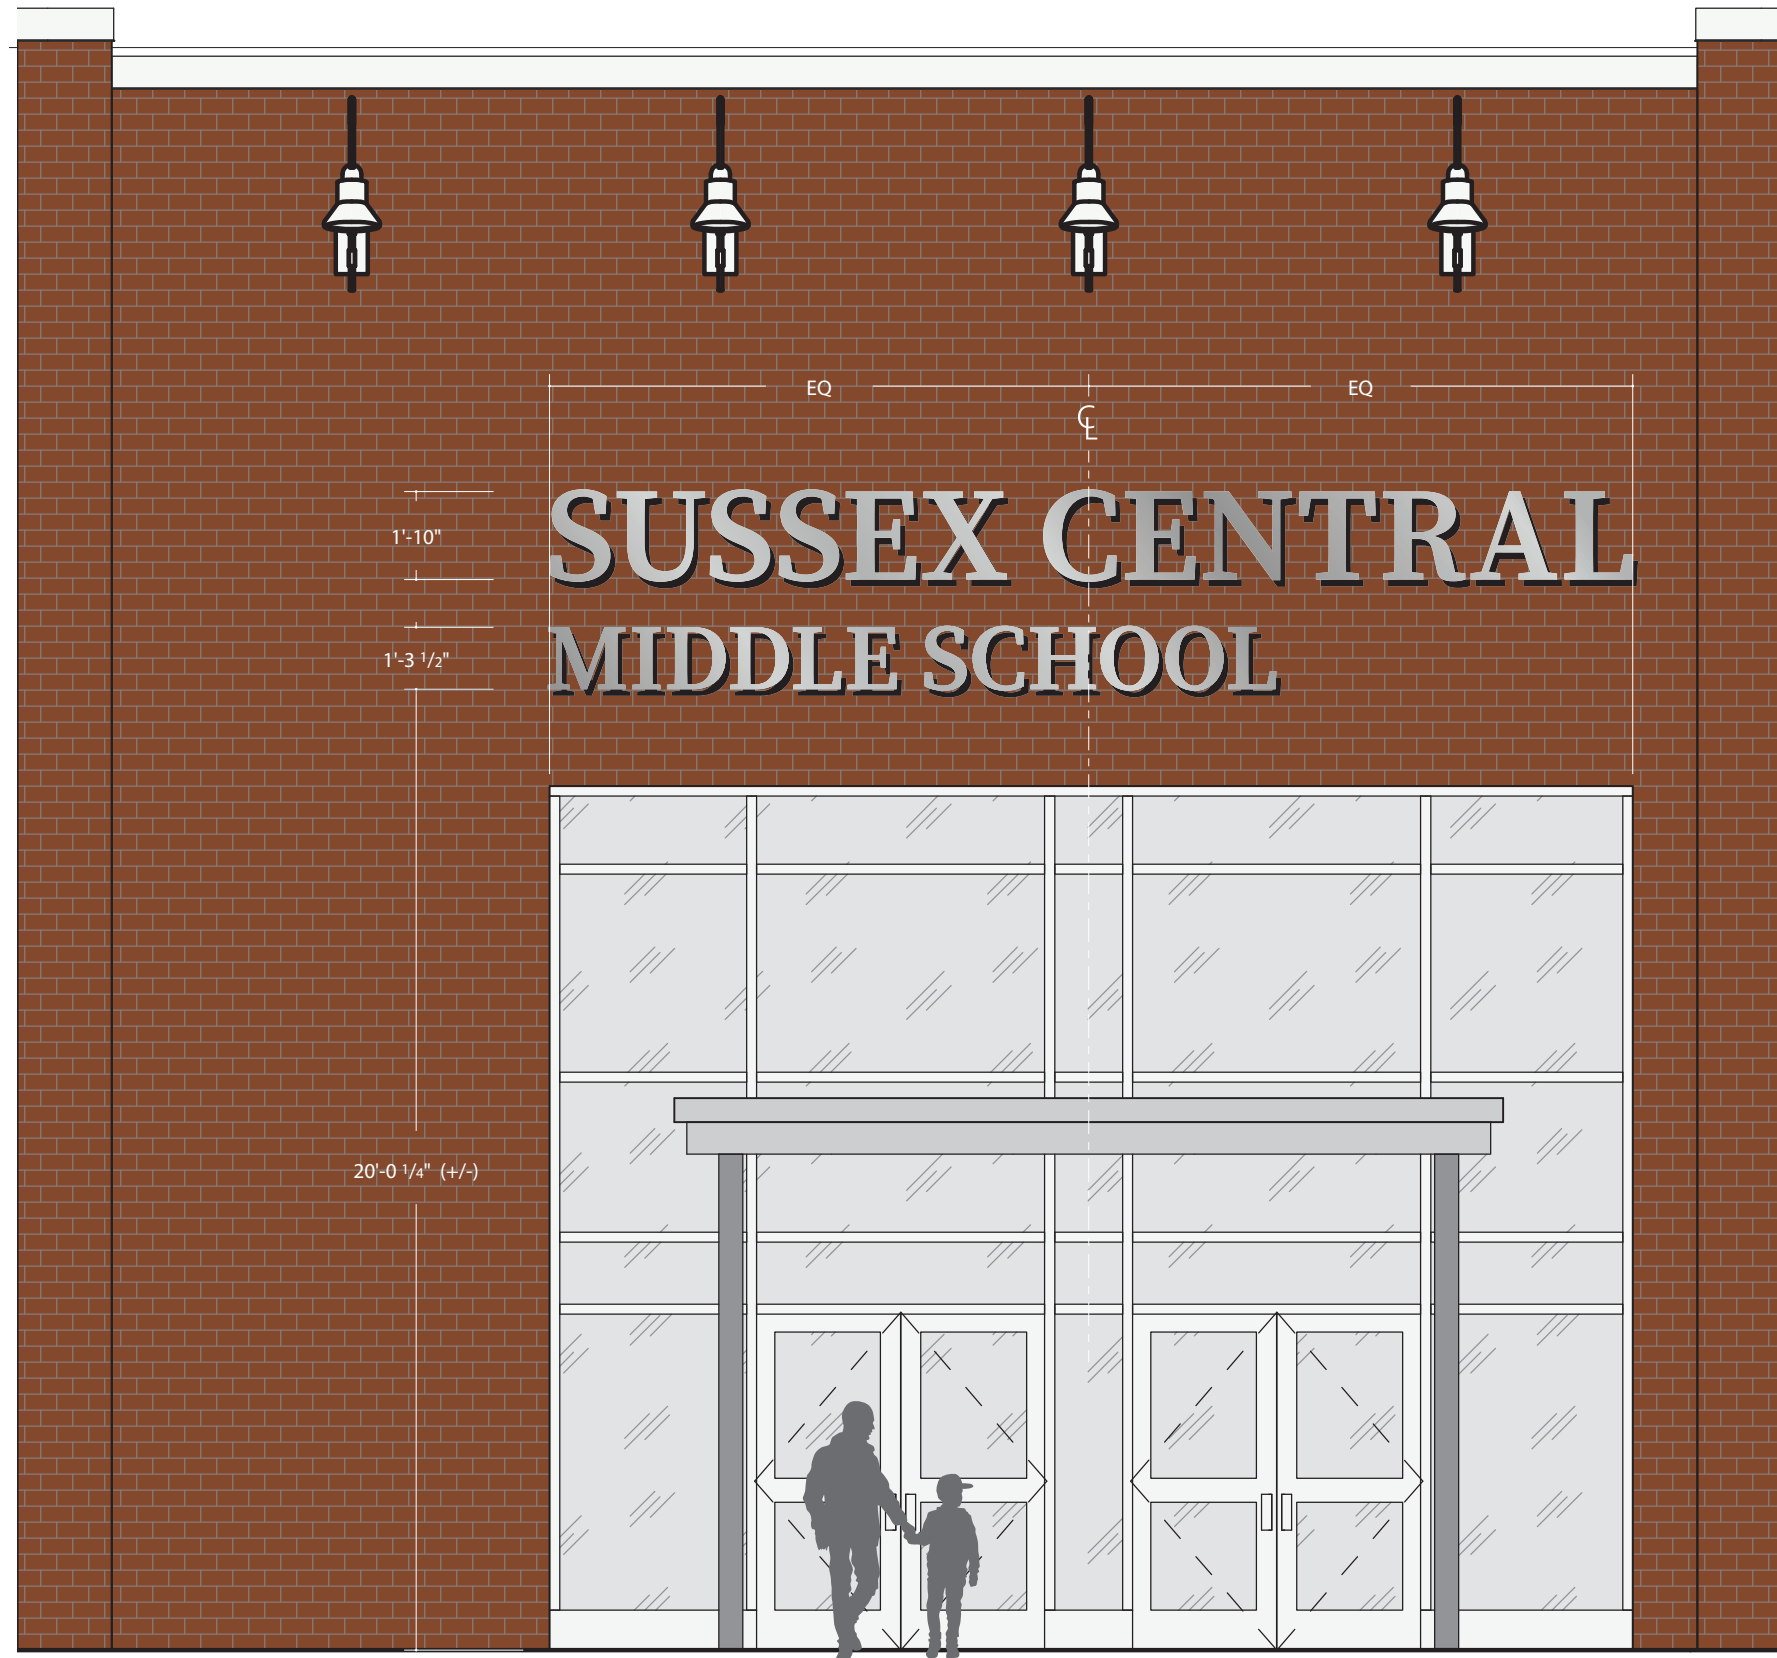 EQ EQ
℄
SUSSEX CENTRAL
1'-10"
MIDDLE SCHOOL
1'-3 1/2"
20'-0 1/4" (+/-)